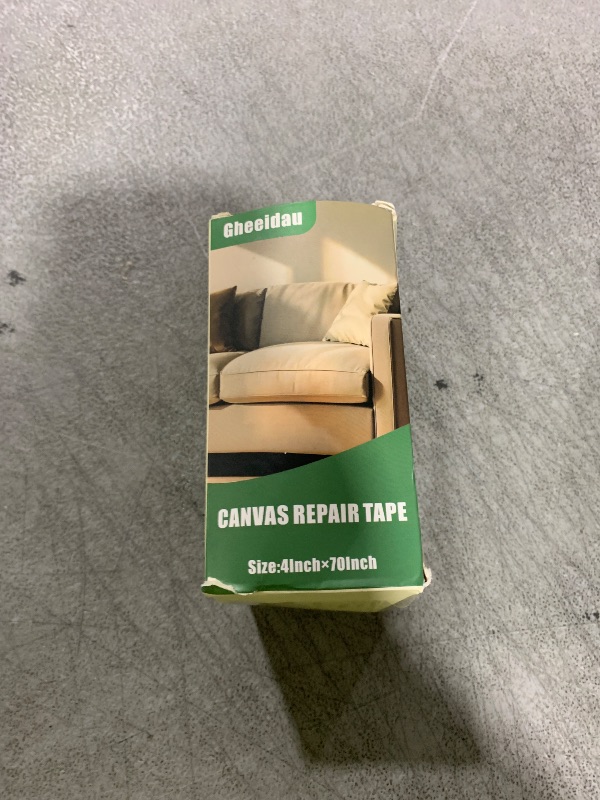 Gheeidau
CANVAS REPAIR TAPE
Size:4Inch×70Inch